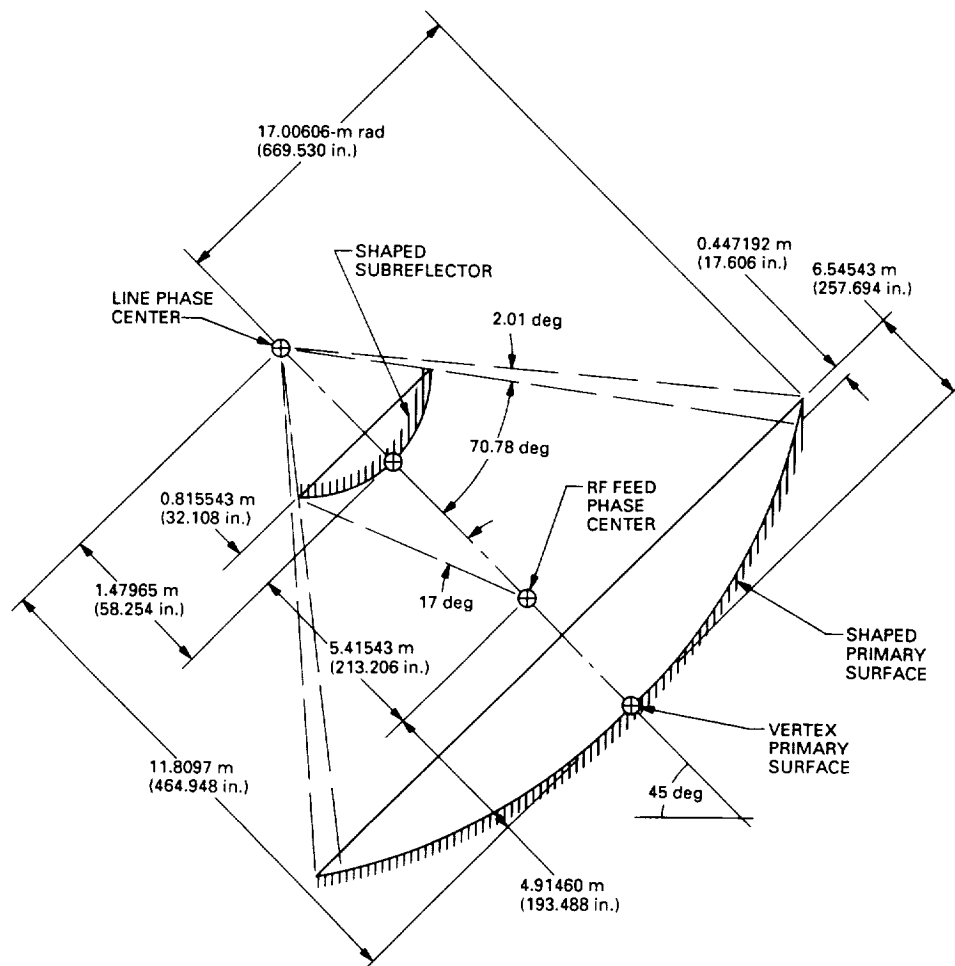 17.00606-m rad
(669.530 in.)
SHAPED
SUBREFLECTOR
0.447192 m
(17.606 in.)
6.54543 m
(257.694 in.)
LINE PHASE
CENTER
2.01 deg
70.78 deg
RF FEED
PHASE
CENTER
0.815543 m
(32.108 in.)
1.47965 m
(58.254 in.)
17 deg
5.41543 m
(213.206 in.)
SHAPED
PRIMARY
SURFACE
VERTEX
PRIMARY
SURFACE
11.8097 m
(464.948 in.)
45 deg
4.91460 m
(193.488 in.)